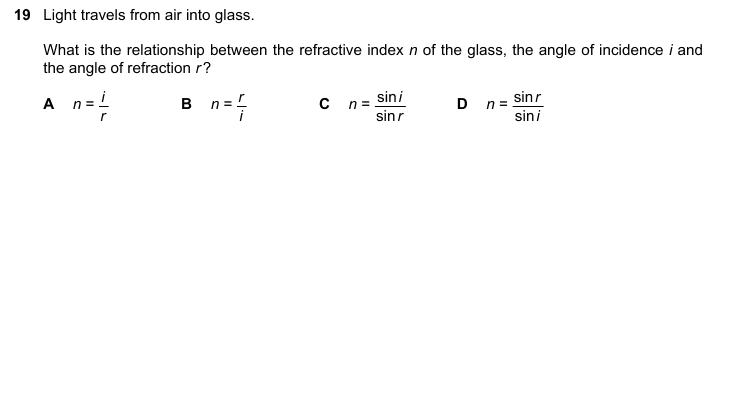 19 Light travels from air into glass.
What is the relationship between the refractive index n of the glass, the angle of incidence i and
the angle of refraction r?
A n = i/r B n = r/i C n = sin i/sin r D n = sin r/sin i